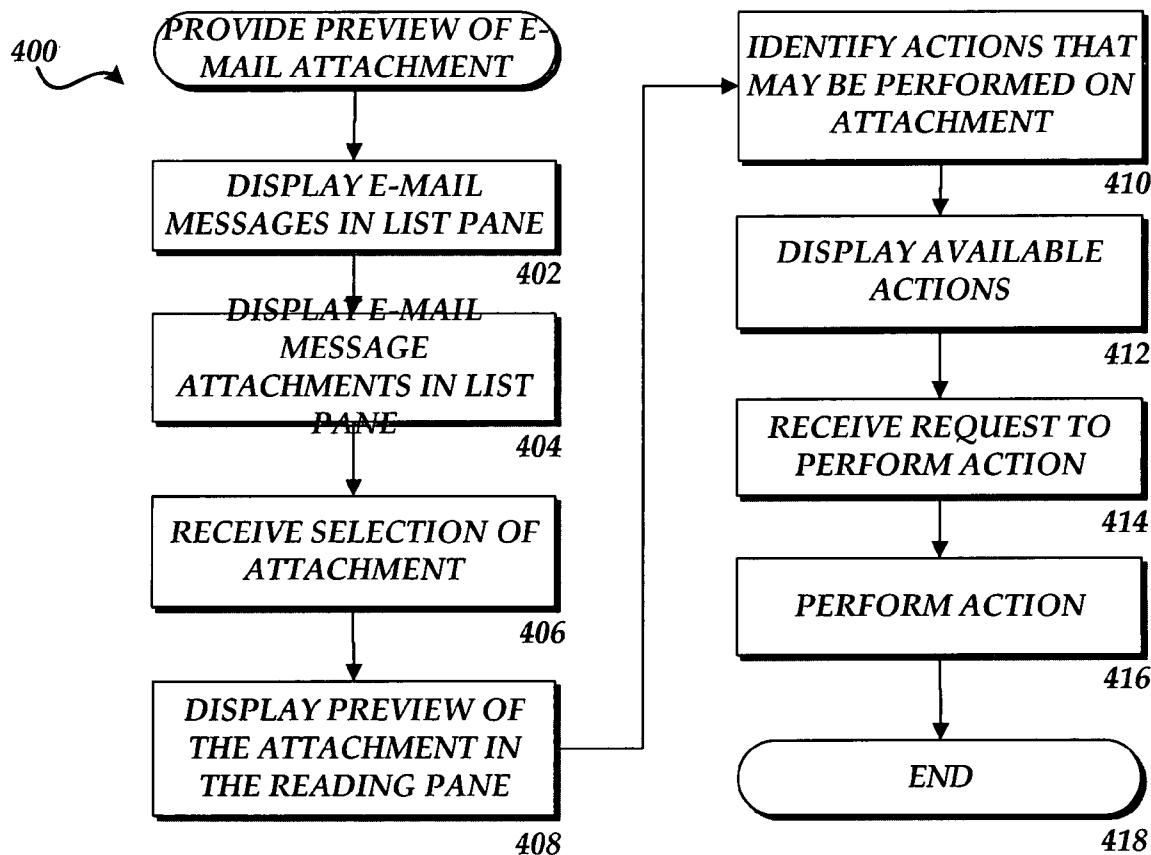 400
PROVIDE PREVIEW OF E-
MAIL ATTACHMENT
DISPLAY E-MAIL
MESSAGES IN LIST PANE
402
DISPLAY E-MAIL
MESSAGE
ATTACHMENTS IN LIST
PANE
404
RECEIVE SELECTION OF
ATTACHMENT
406
DISPLAY PREVIEW OF
THE ATTACHMENT IN
THE READING PANE
408
IDENTIFY ACTIONS THAT
MAY BE PERFORMED ON
ATTACHMENT
410
DISPLAY AVAILABLE
ACTIONS
412
RECEIVE REQUEST TO
PERFORM ACTION
414
PERFORM ACTION
416
END
418